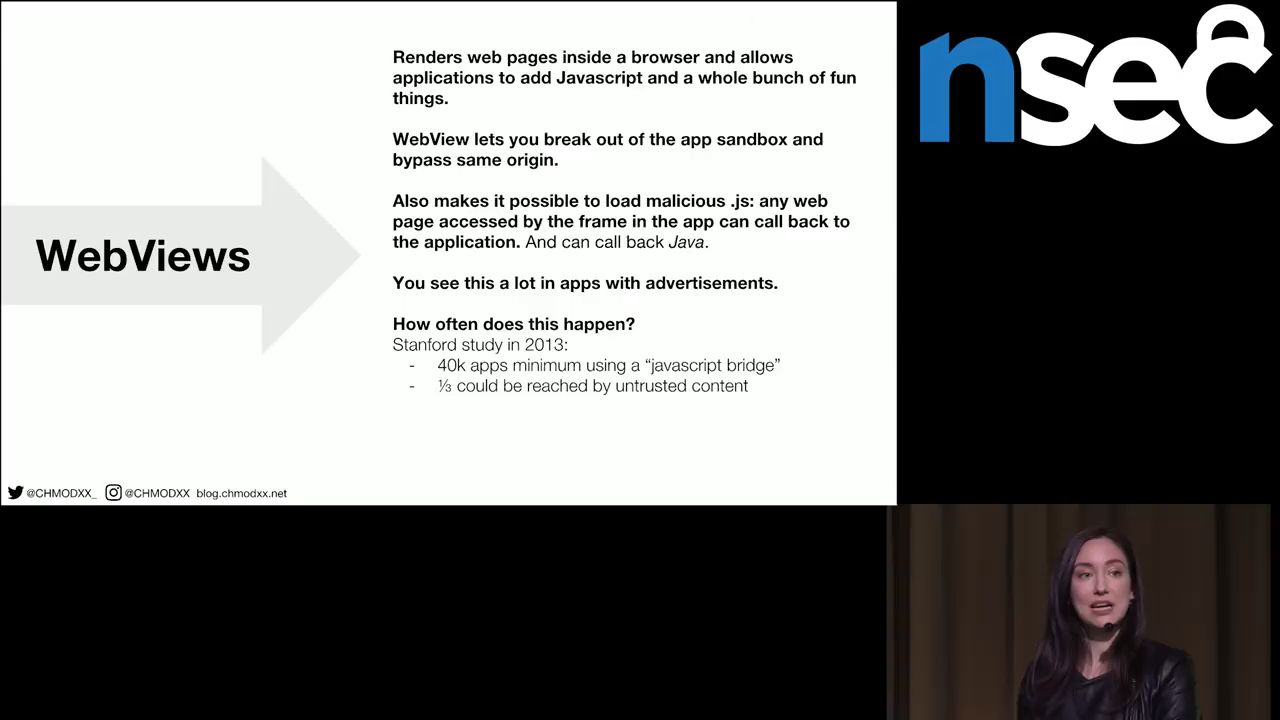 Renders web pages inside a browser and allows
applications to add Javascript and a whole bunch of fun
things.
WebView lets you break out of the app sandbox and
bypass same origin.
Also makes it possible to load malicious .js: any web
page accessed by the frame in the app can call back to
the application. And can call back Java.
WebViews
You see this a lot in apps with advertisements.
How often does this happen?
Stanford study in 2013:
- 40k apps minimum using a “javascript bridge”
- ⅓ could be reached by untrusted content
@CHMODXX_ @CHMODXX blog.chmodxx.net
nsec